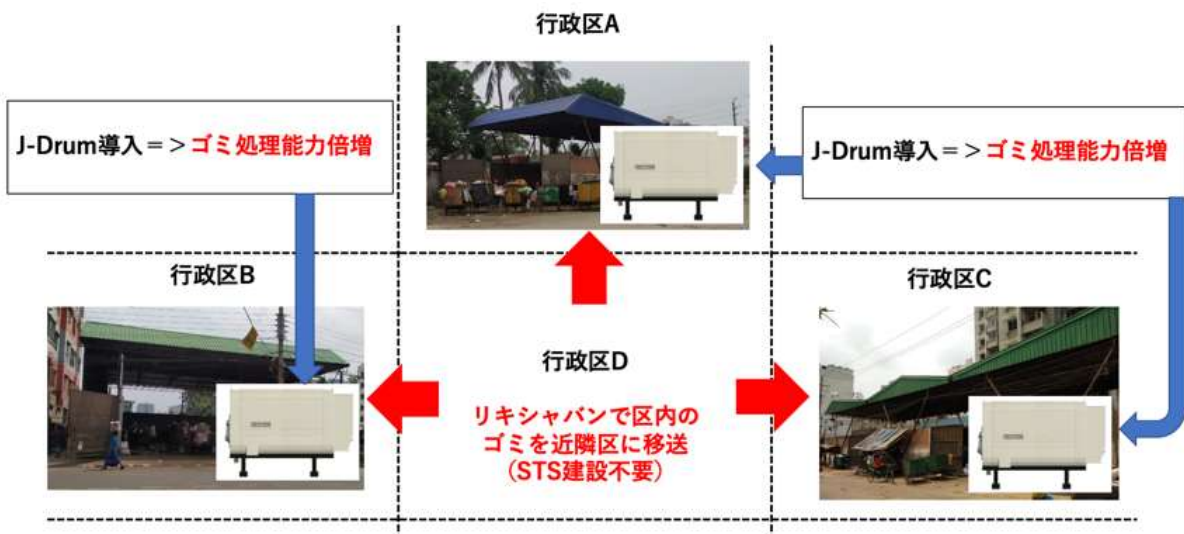 行政区A
J-Drum導入＝＞ゴミ処理能力倍増
J-Drum導入＝＞ゴミ処理能力倍増
行政区B
行政区C
行政区D
リキシャバンで区内の
ゴミを近隣区に移送
（STS建設不要）